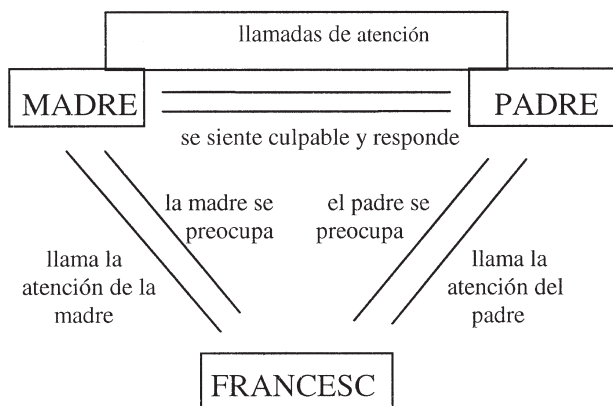 llamadas de atención
MADRE
PADRE
se siente culpable y responde
la madre se
preocupa
el padre se
preocupa
llama la
atención de la
madre
llama la
atención del
padre
FRANCESC